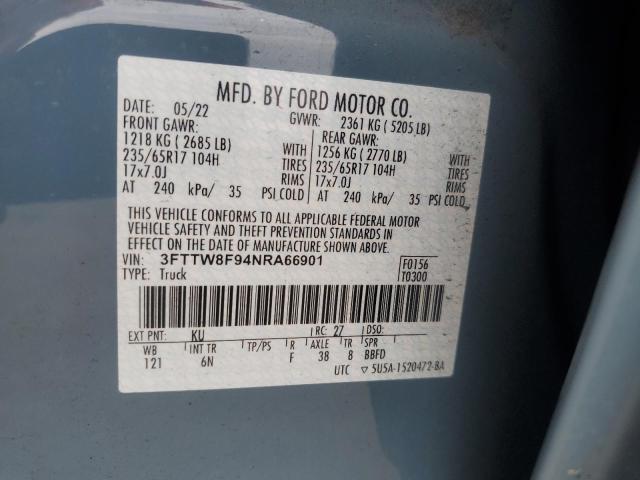 MFD. BY FORD MOTOR CO.
DATE: 05/22 GVWR: 2361 KG ( 5205 LB)
FRONT GAWR: REAR GAWR:
1218 KG ( 2685 LB) WITH 1256 KG ( 2770 LB) WITH
235/65R17 104H TIRES 235/65R17 104H TIRES
17x7.0J RIMS 17x7.0J RIMS
AT 240 kPa/ 35 PSI COLD AT 240 kPa/ 35 PSI COLD
THIS VEHICLE CONFORMS TO ALL APPLICABLE FEDERAL MOTOR
VEHICLE SAFETY AND THEFT PREVENTION STANDARDS IN
EFFECT ON THE DATE OF MANUFACTURE SHOWN ABOVE.
VIN: 3FTTW8F94NRA66901 F0156
TYPE: Truck T0300
EXT PNT: KU RC: 27 DSO:
WB INT TR TP/PS R AXLE TR SPR
121 6N F 38 8 BBFD
UTC ▽ 5U5A-1520472-BA